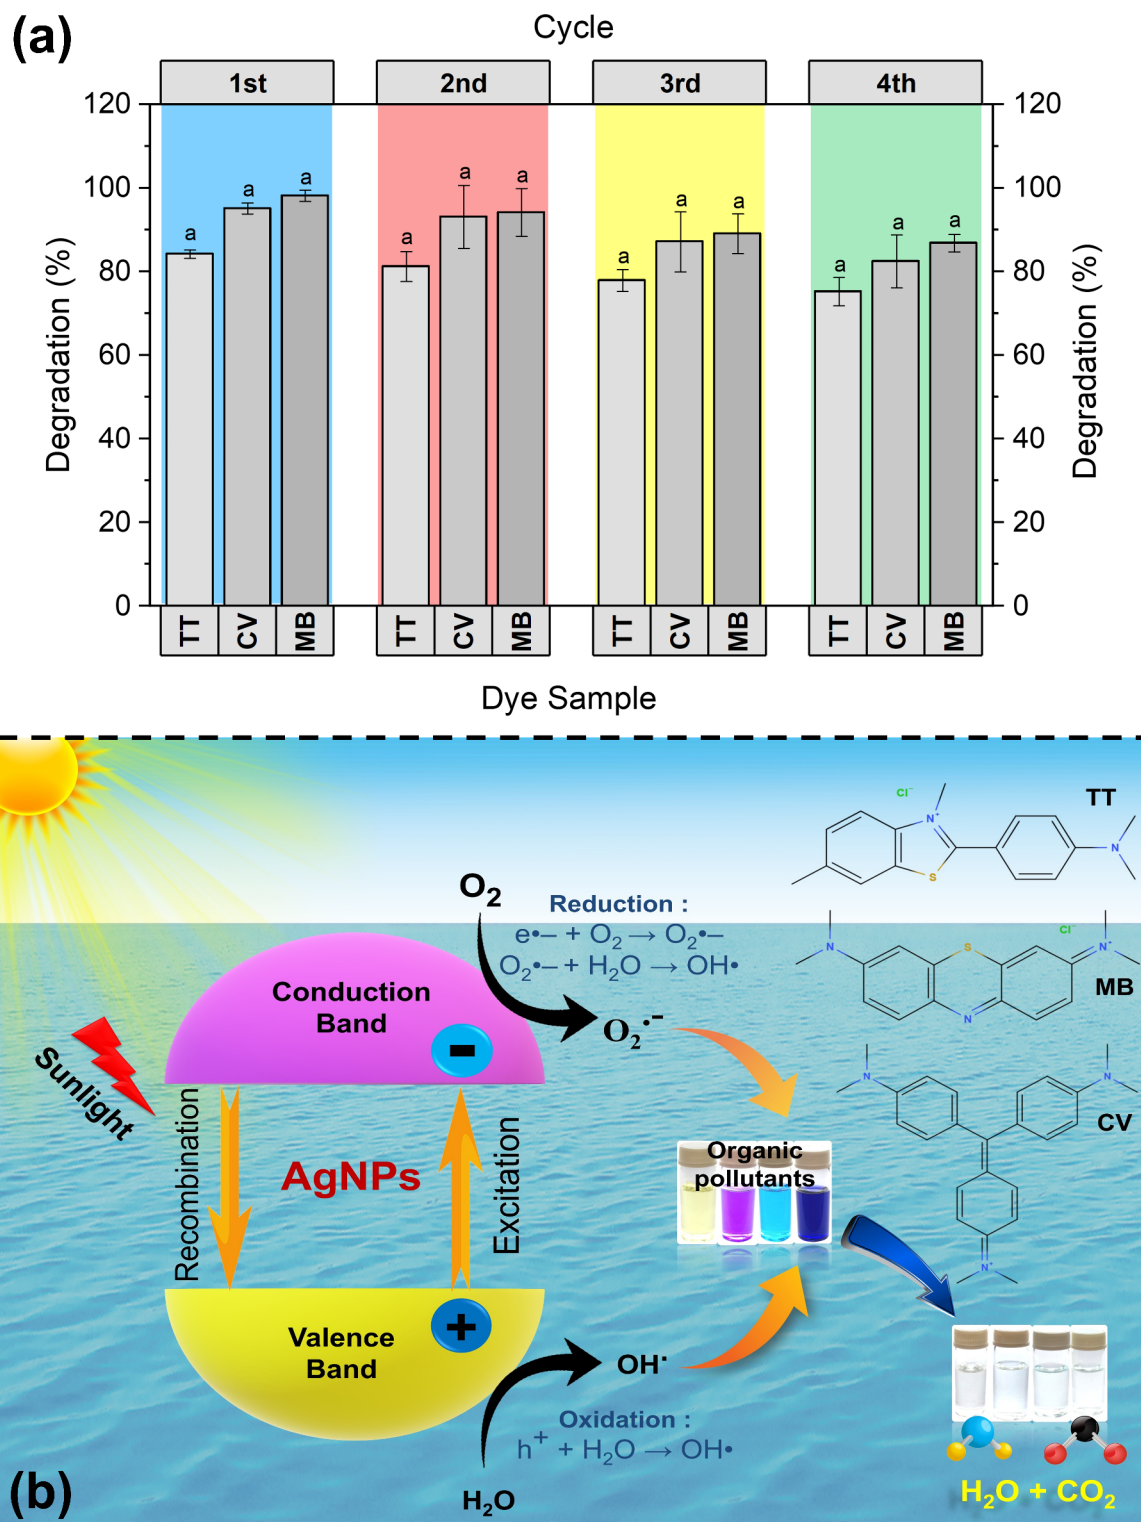 (a)
Cycle
1st 2nd 3rd 4th
120 120
100 100
80 80
60 60
40 40
20 20
0 0
Degradation (%)
Degradation (%)
a a a
a a a
a a a
a a a
TT CV MB TT CV MB TT CV MB TT CV MB
Dye Sample
Cl⁻
TT
N⁺
N
S
O₂
Reduction :
e•– + O₂ → O₂•–
O₂•– + H₂O → OH•
N
S
Cl⁻
N⁺
N
MB
Conduction
Band
-
O₂•-
Sunlight
N
N
CV
N⁺
Recombination
AgNPs
Excitation
Organic
pollutants
Valence
Band
+
OH•
Oxidation :
h⁺ + H₂O → OH•
H₂O
H₂O + CO₂
(b)